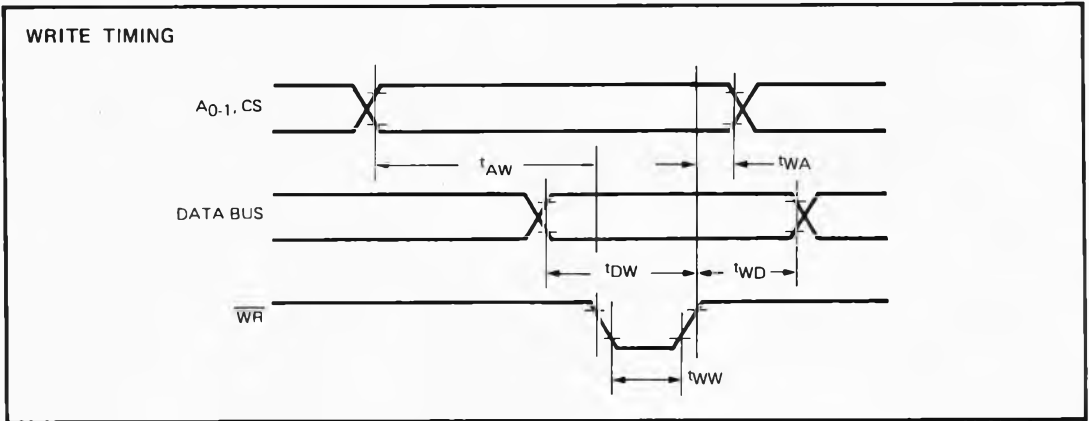 WRITE TIMING
A0-1, CS
tAW
tWA
DATA BUS
tDW
tWD
WR
tWW